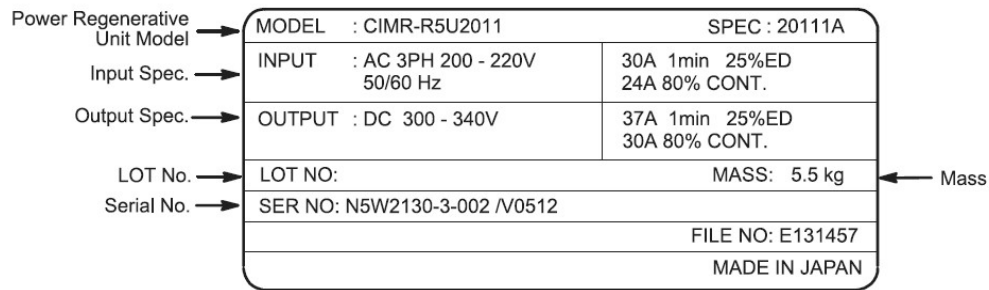 Power Regenerative
Unit Model
MODEL : CIMR-R5U2011 SPEC : 20111A
Input Spec.
INPUT : AC 3PH 200 - 220V 30A 1min 25%ED
50/60 Hz 24A 80% CONT.
Output Spec.
OUTPUT : DC 300 - 340V 37A 1min 25%ED
30A 80% CONT.
LOT No.
LOT NO: MASS: 5.5 kg
Mass
Serial No.
SER NO: N5W2130-3-002 /V0512
FILE NO: E131457
MADE IN JAPAN